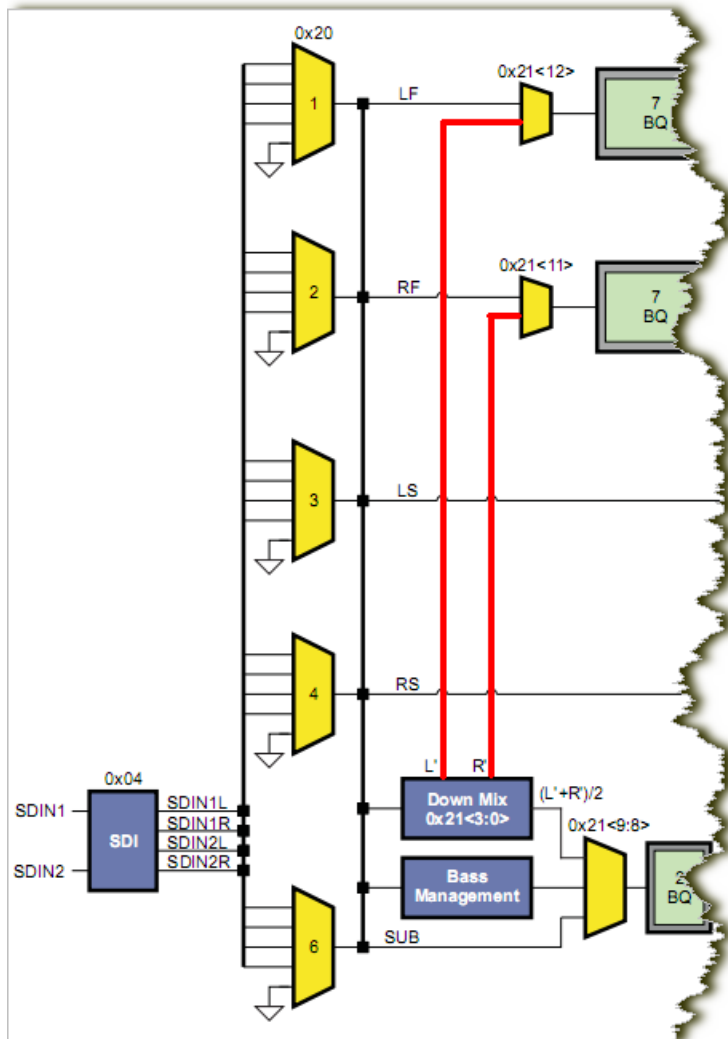 0x20
1
LF
0x21<12>
7
BQ
2
RF
0x21<11>
7
BQ
3
LS
4
RS
L' R'
0x04
SDIN1
SDIN2
SDI
SDIN1L
SDIN1R
SDIN2L
SDIN2R
Down Mix
0x21<3:0>
(L'+R')/2
0x21<9:8>
Bass
Management
2
BQ
6
SUB